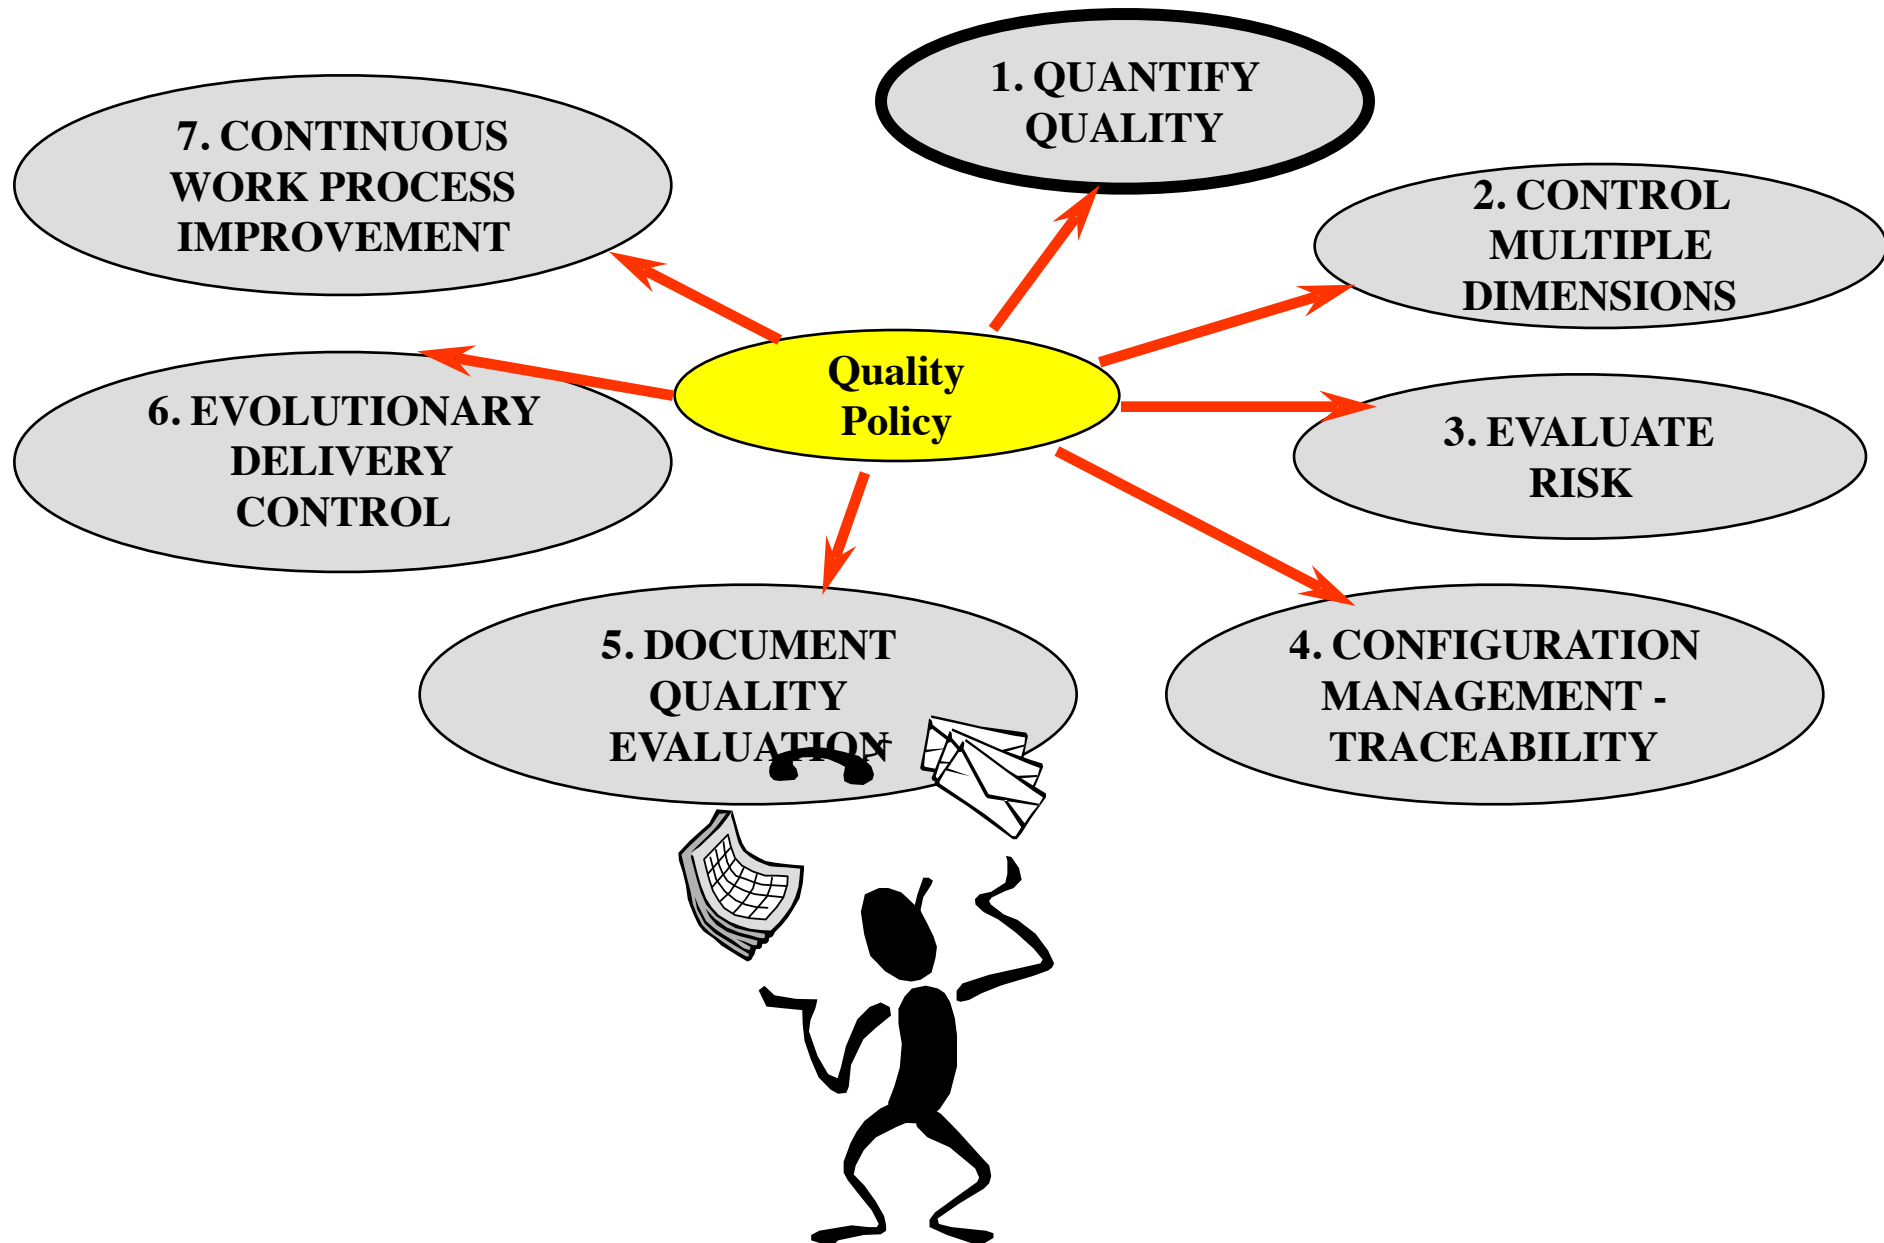 1. QUANTIFY
QUALITY
2. CONTROL
MULTIPLE
DIMENSIONS
3. EVALUATE
RISK
4. CONFIGURATION
MANAGEMENT -
TRACEABILITY
5. DOCUMENT
QUALITY
EVALUATION
6. EVOLUTIONARY
DELIVERY
CONTROL
7. CONTINUOUS
WORK PROCESS
IMPROVEMENT
Quality
Policy